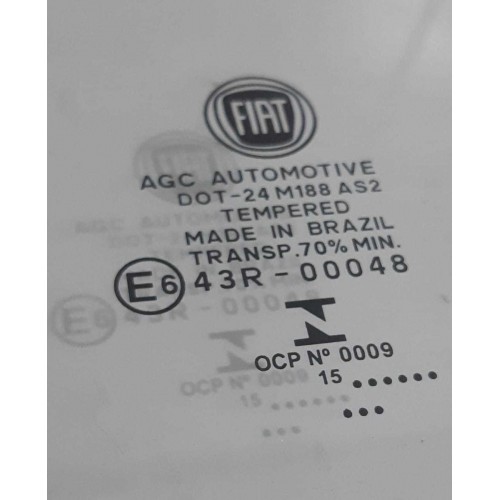 FIAT
AGC AUTOMOTIVE
DOT-24 M188 AS2
TEMPERED
MADE IN BRAZIL
TRANSP.70% MIN.
E6 43R-00048
OCP Nº 0009
15 .......
...